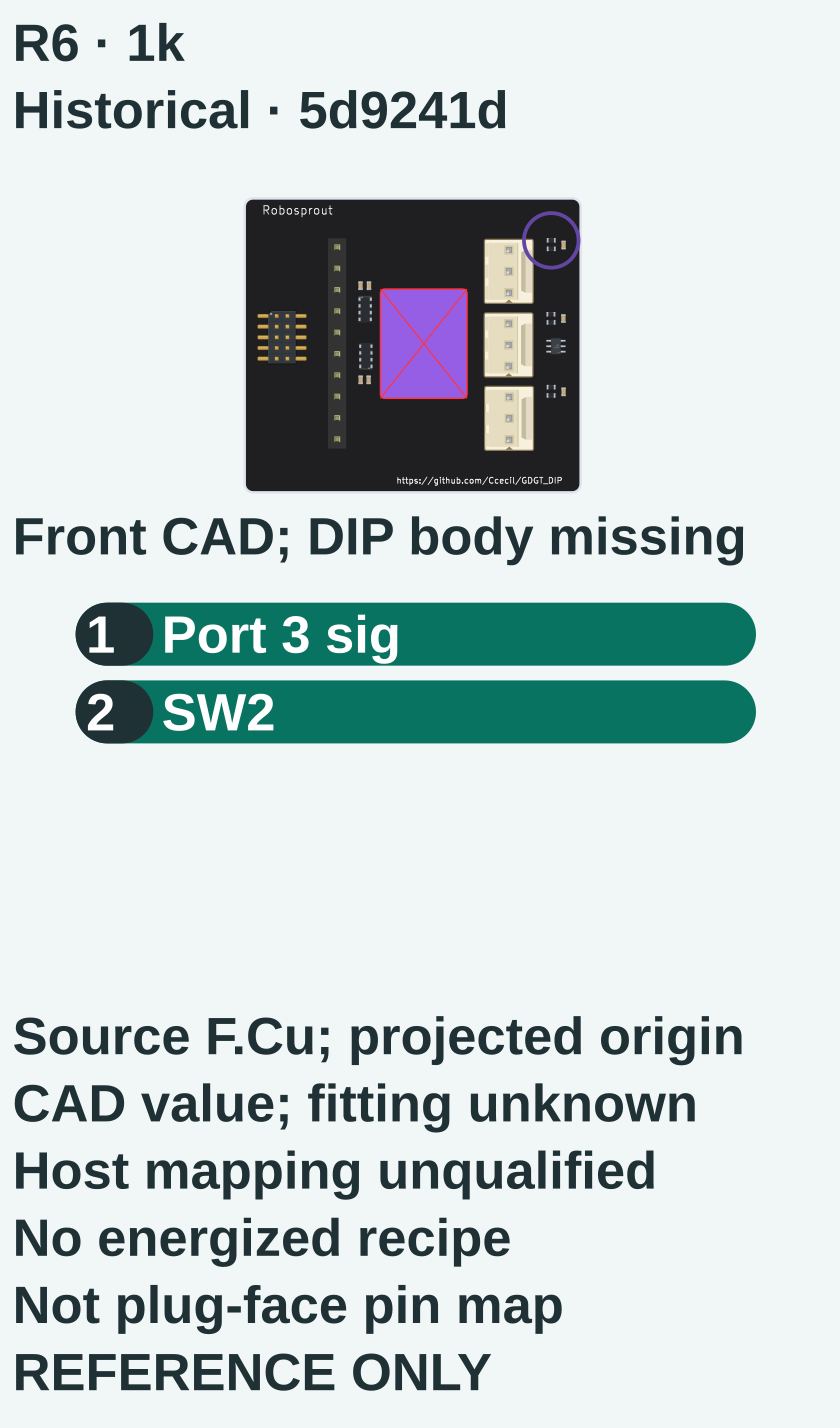 R6 · 1k
Historical · 5d9241d
Robosprout
https://github.com/Ccecil/GDGT_DIP
Front CAD; DIP body missing
1 Port 3 sig
2 SW2
Source F.Cu; projected origin
CAD value; fitting unknown
Host mapping unqualified
No energized recipe
Not plug-face pin map
REFERENCE ONLY